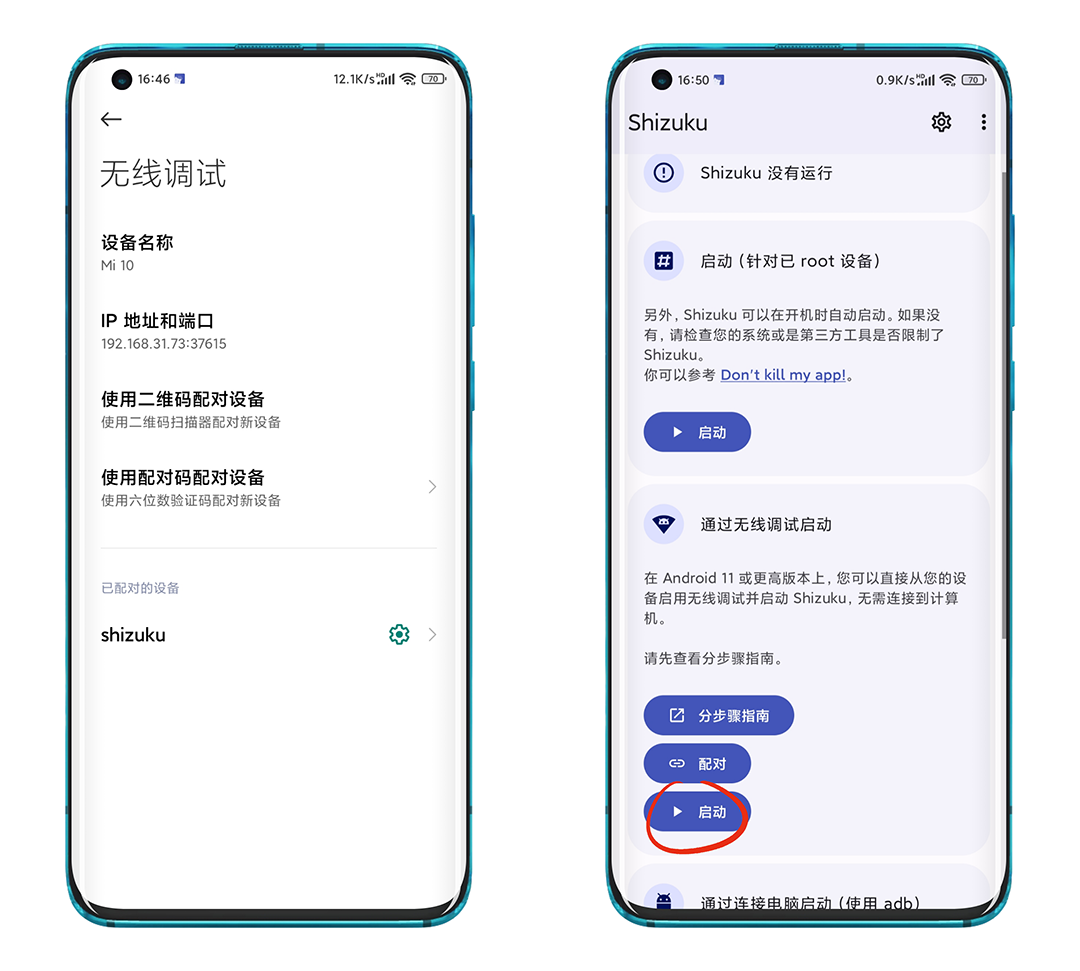 16:46
12.1K/s HD 70
无线调试
设备名称
Mi 10
IP 地址和端口
192.168.31.73:37615
使用二维码配对设备
使用二维码扫描器配对新设备
使用配对码配对设备
使用六位数验证码配对新设备
已配对的设备
shizuku
16:50
0.9K/s HD 70
Shizuku
Shizuku 没有运行
启动（针对已 root 设备）
另外，Shizuku 可以在开机时自动启动。如果没
有，请检查您的系统或是第三方工具是否限制了
Shizuku。
你可以参考 Don't kill my app!。
启动
通过无线调试启动
在 Android 11 或更高版本上，您可以直接从您的设
备启用无线调试并启动 Shizuku，无需连接到计算
机。
请先查看分步骤指南。
分步骤指南
配对
启动
通过连接电脑启动（使用 adb）